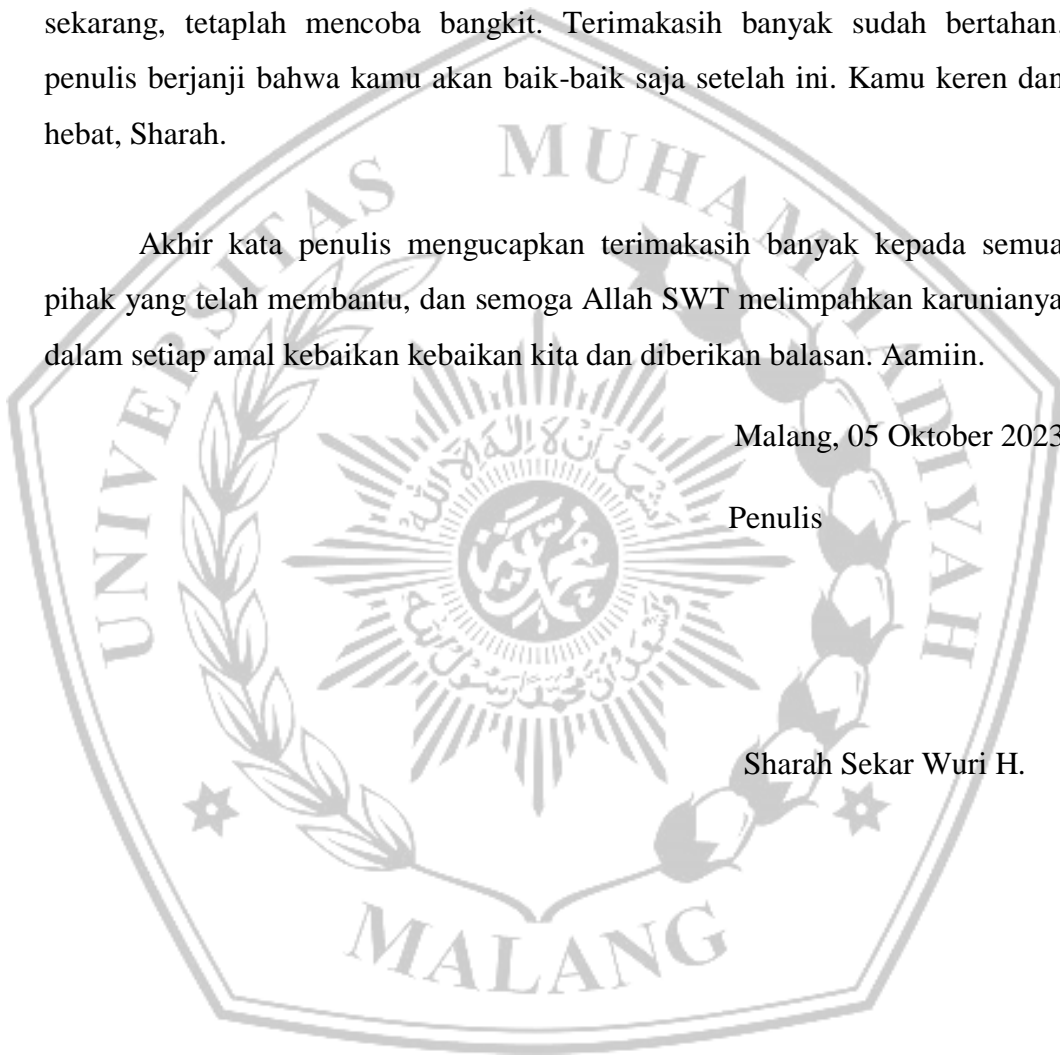 sekarang, tetaplah mencoba bangkit. Terimakasih banyak sudah bertahan,
penulis berjanji bahwa kamu akan baik-baik saja setelah ini. Kamu keren dan
hebat, Sharah.
Akhir kata penulis mengucapkan terimakasih banyak kepada semua
pihak yang telah membantu, dan semoga Allah SWT melimpahkan karunianya
dalam setiap amal kebaikan kebaikan kita dan diberikan balasan. Aamiin.
Malang, 05 Oktober 2023
Penulis
Sharah Sekar Wuri H.
UNIVERSITAS MUHAMMADIYAH
MALANG